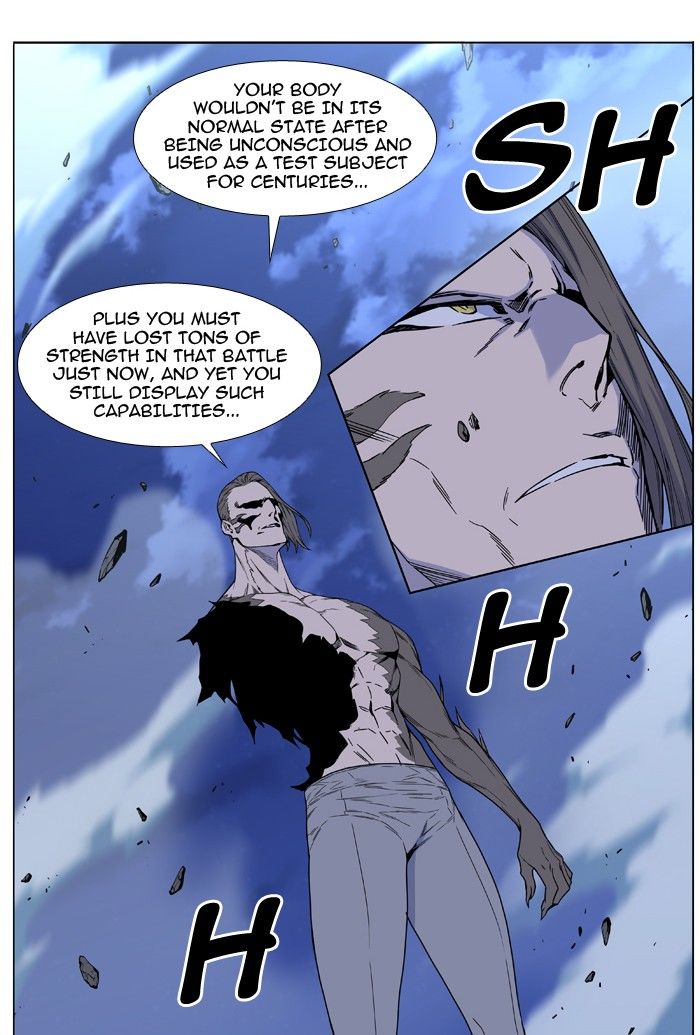 YOUR BODY
WOULDN'T BE IN ITS
NORMAL STATE AFTER
BEING UNCONSCIOUS AND
USED AS A TEST SUBJECT
FOR CENTURIES...
SH
PLUS YOU MUST
HAVE LOST TONS OF
STRENGTH IN THAT BATTLE
JUST NOW, AND YET YOU
STILL DISPLAY SUCH
CAPABILITIES...
H
H